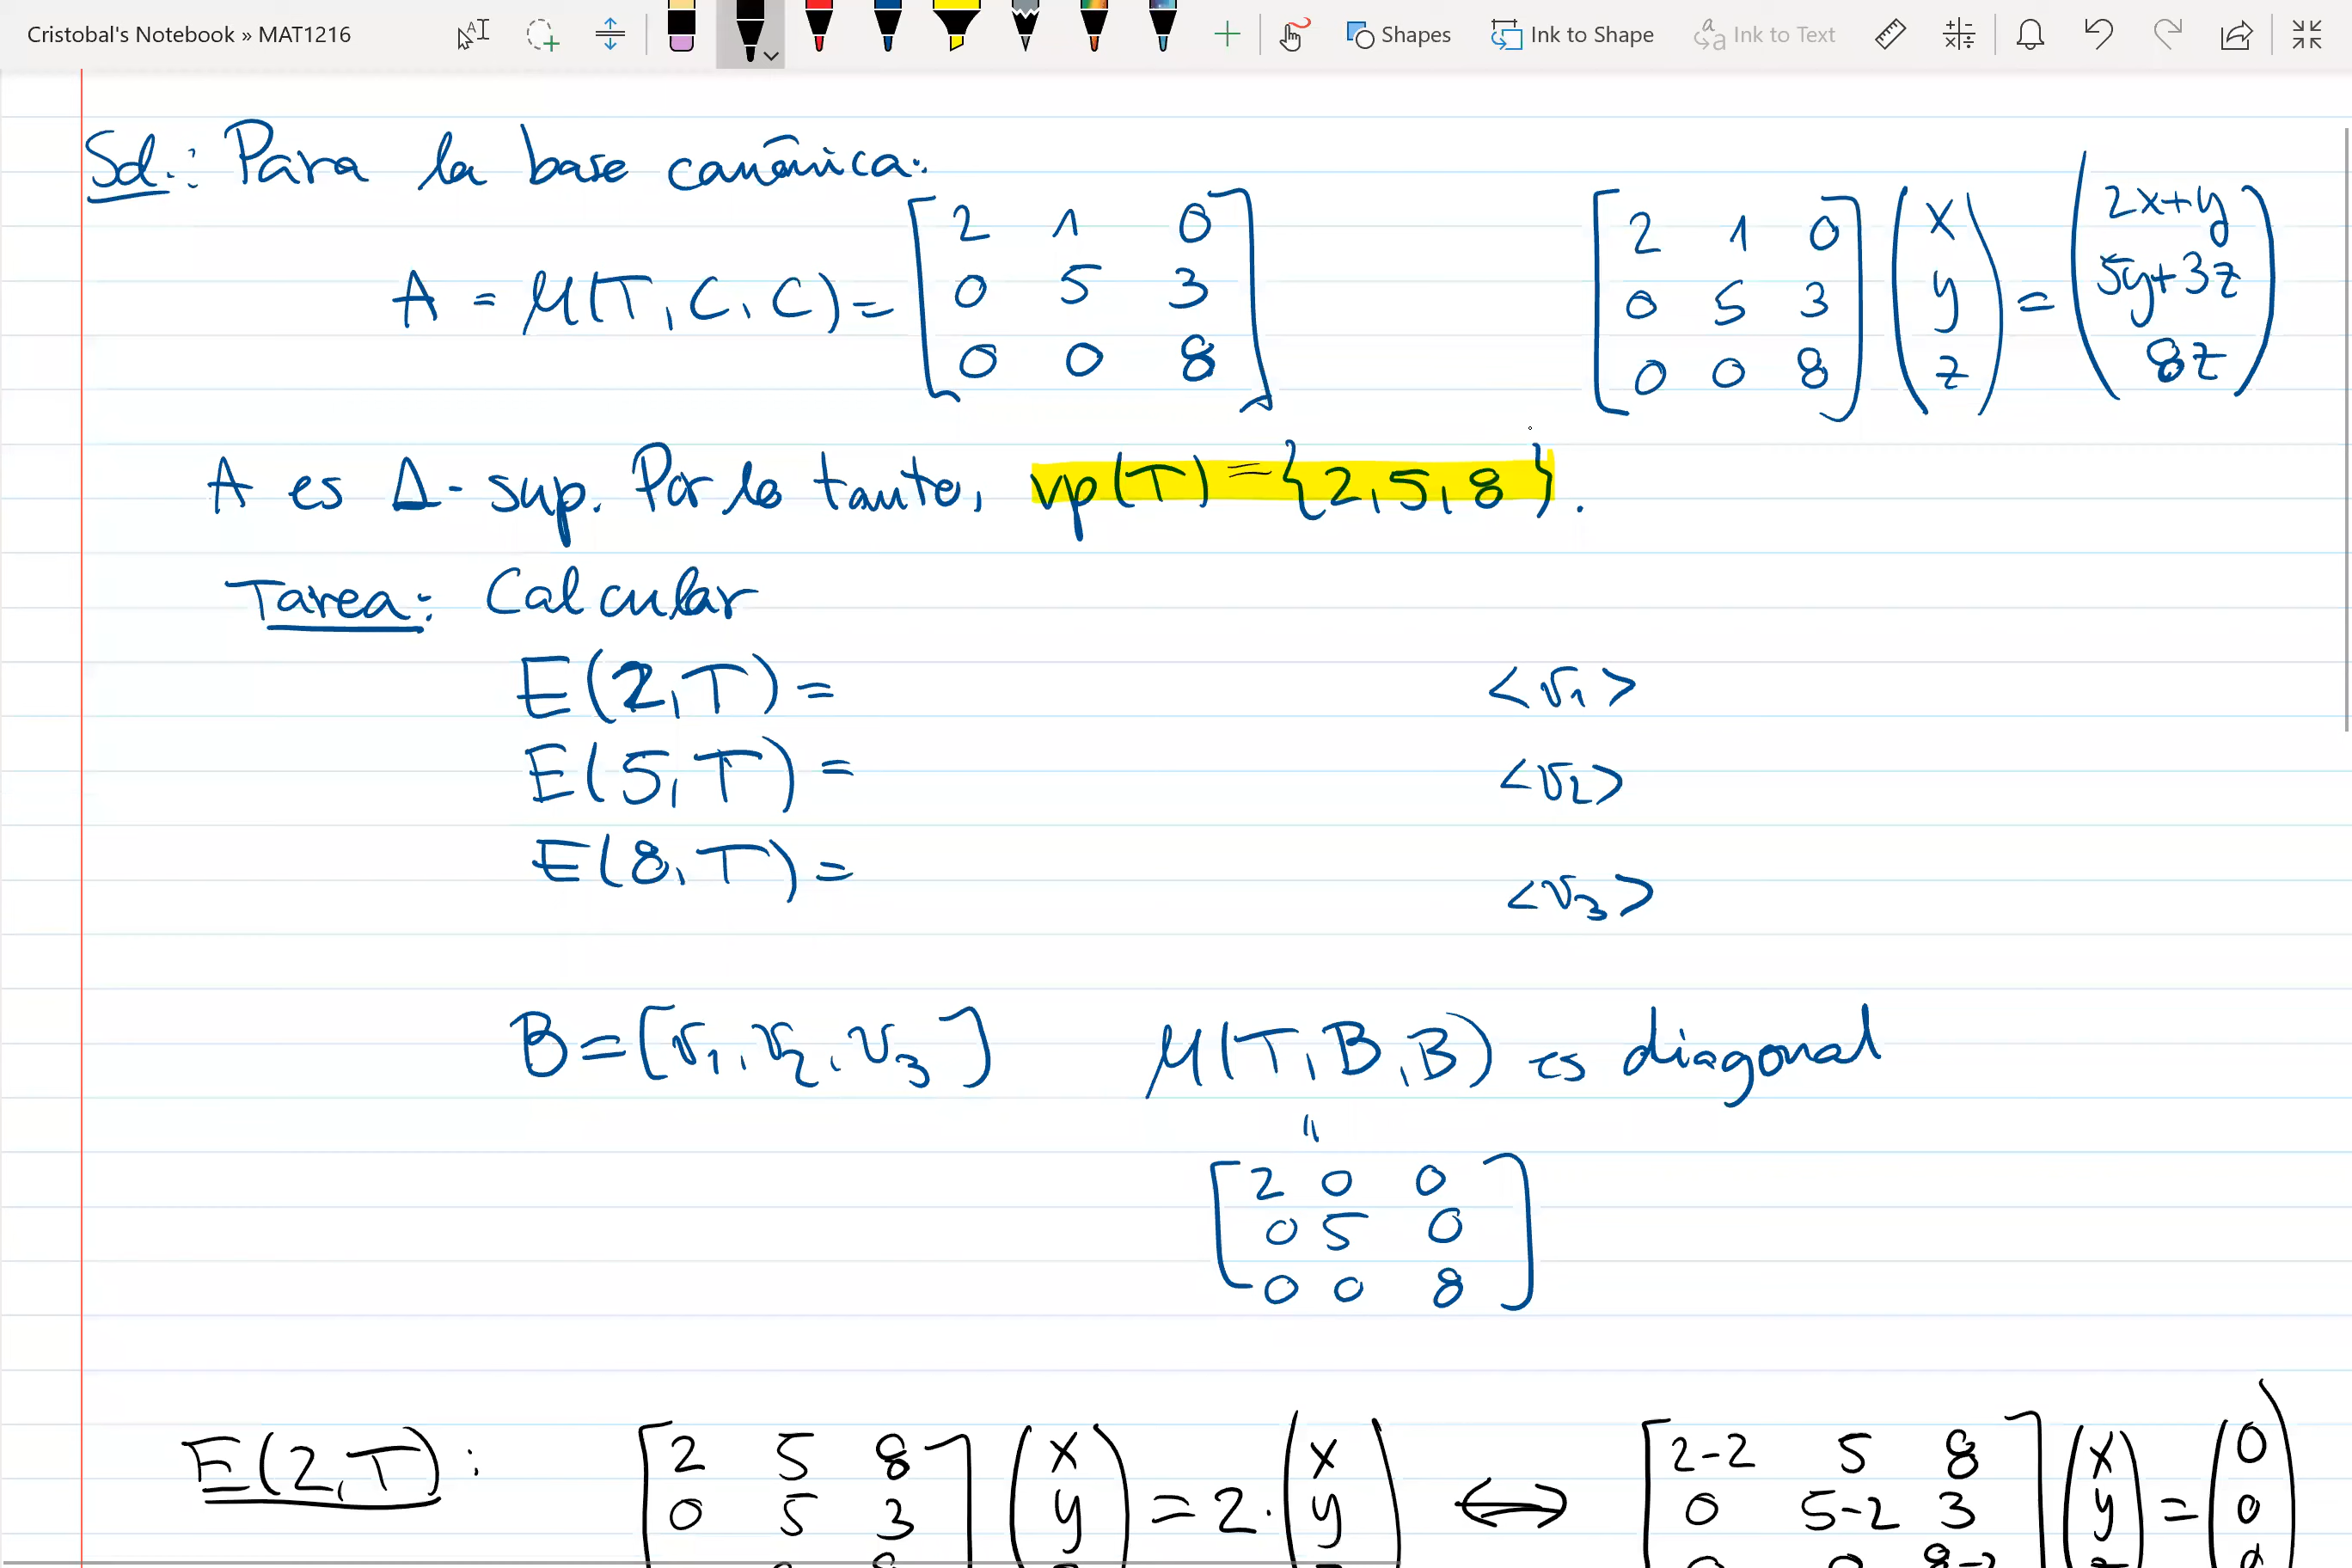 Cristobal's Notebook » MAT1216
Shapes Ink to Shape Ink to Text
Sol.: Para la base canónica.
A = M(T, C, C) = [2 1 0; 0 5 3; 0 0 8] [2 1 0; 0 5 3; 0 0 8] (x; y; z) = (2x+y; 5y+3z; 8z)
A es Δ-sup. Por lo tanto, vp(T) = {2, 5, 8}.
Tarea: Calcular
E(2, T) = <v₁>
E(5, T) = <v₂>
E(8, T) = <v₃>
B = [v₁, v₂, v₃] M(T, B, B) es diagonal
"
[2 0 0
0 5 0
0 0 8]
E(2, T): [2 5 8 (x = 2 · (x ⟷ [2-2 5 8 (x = (0
0 5 3 y y 0 5-2 3 y 0